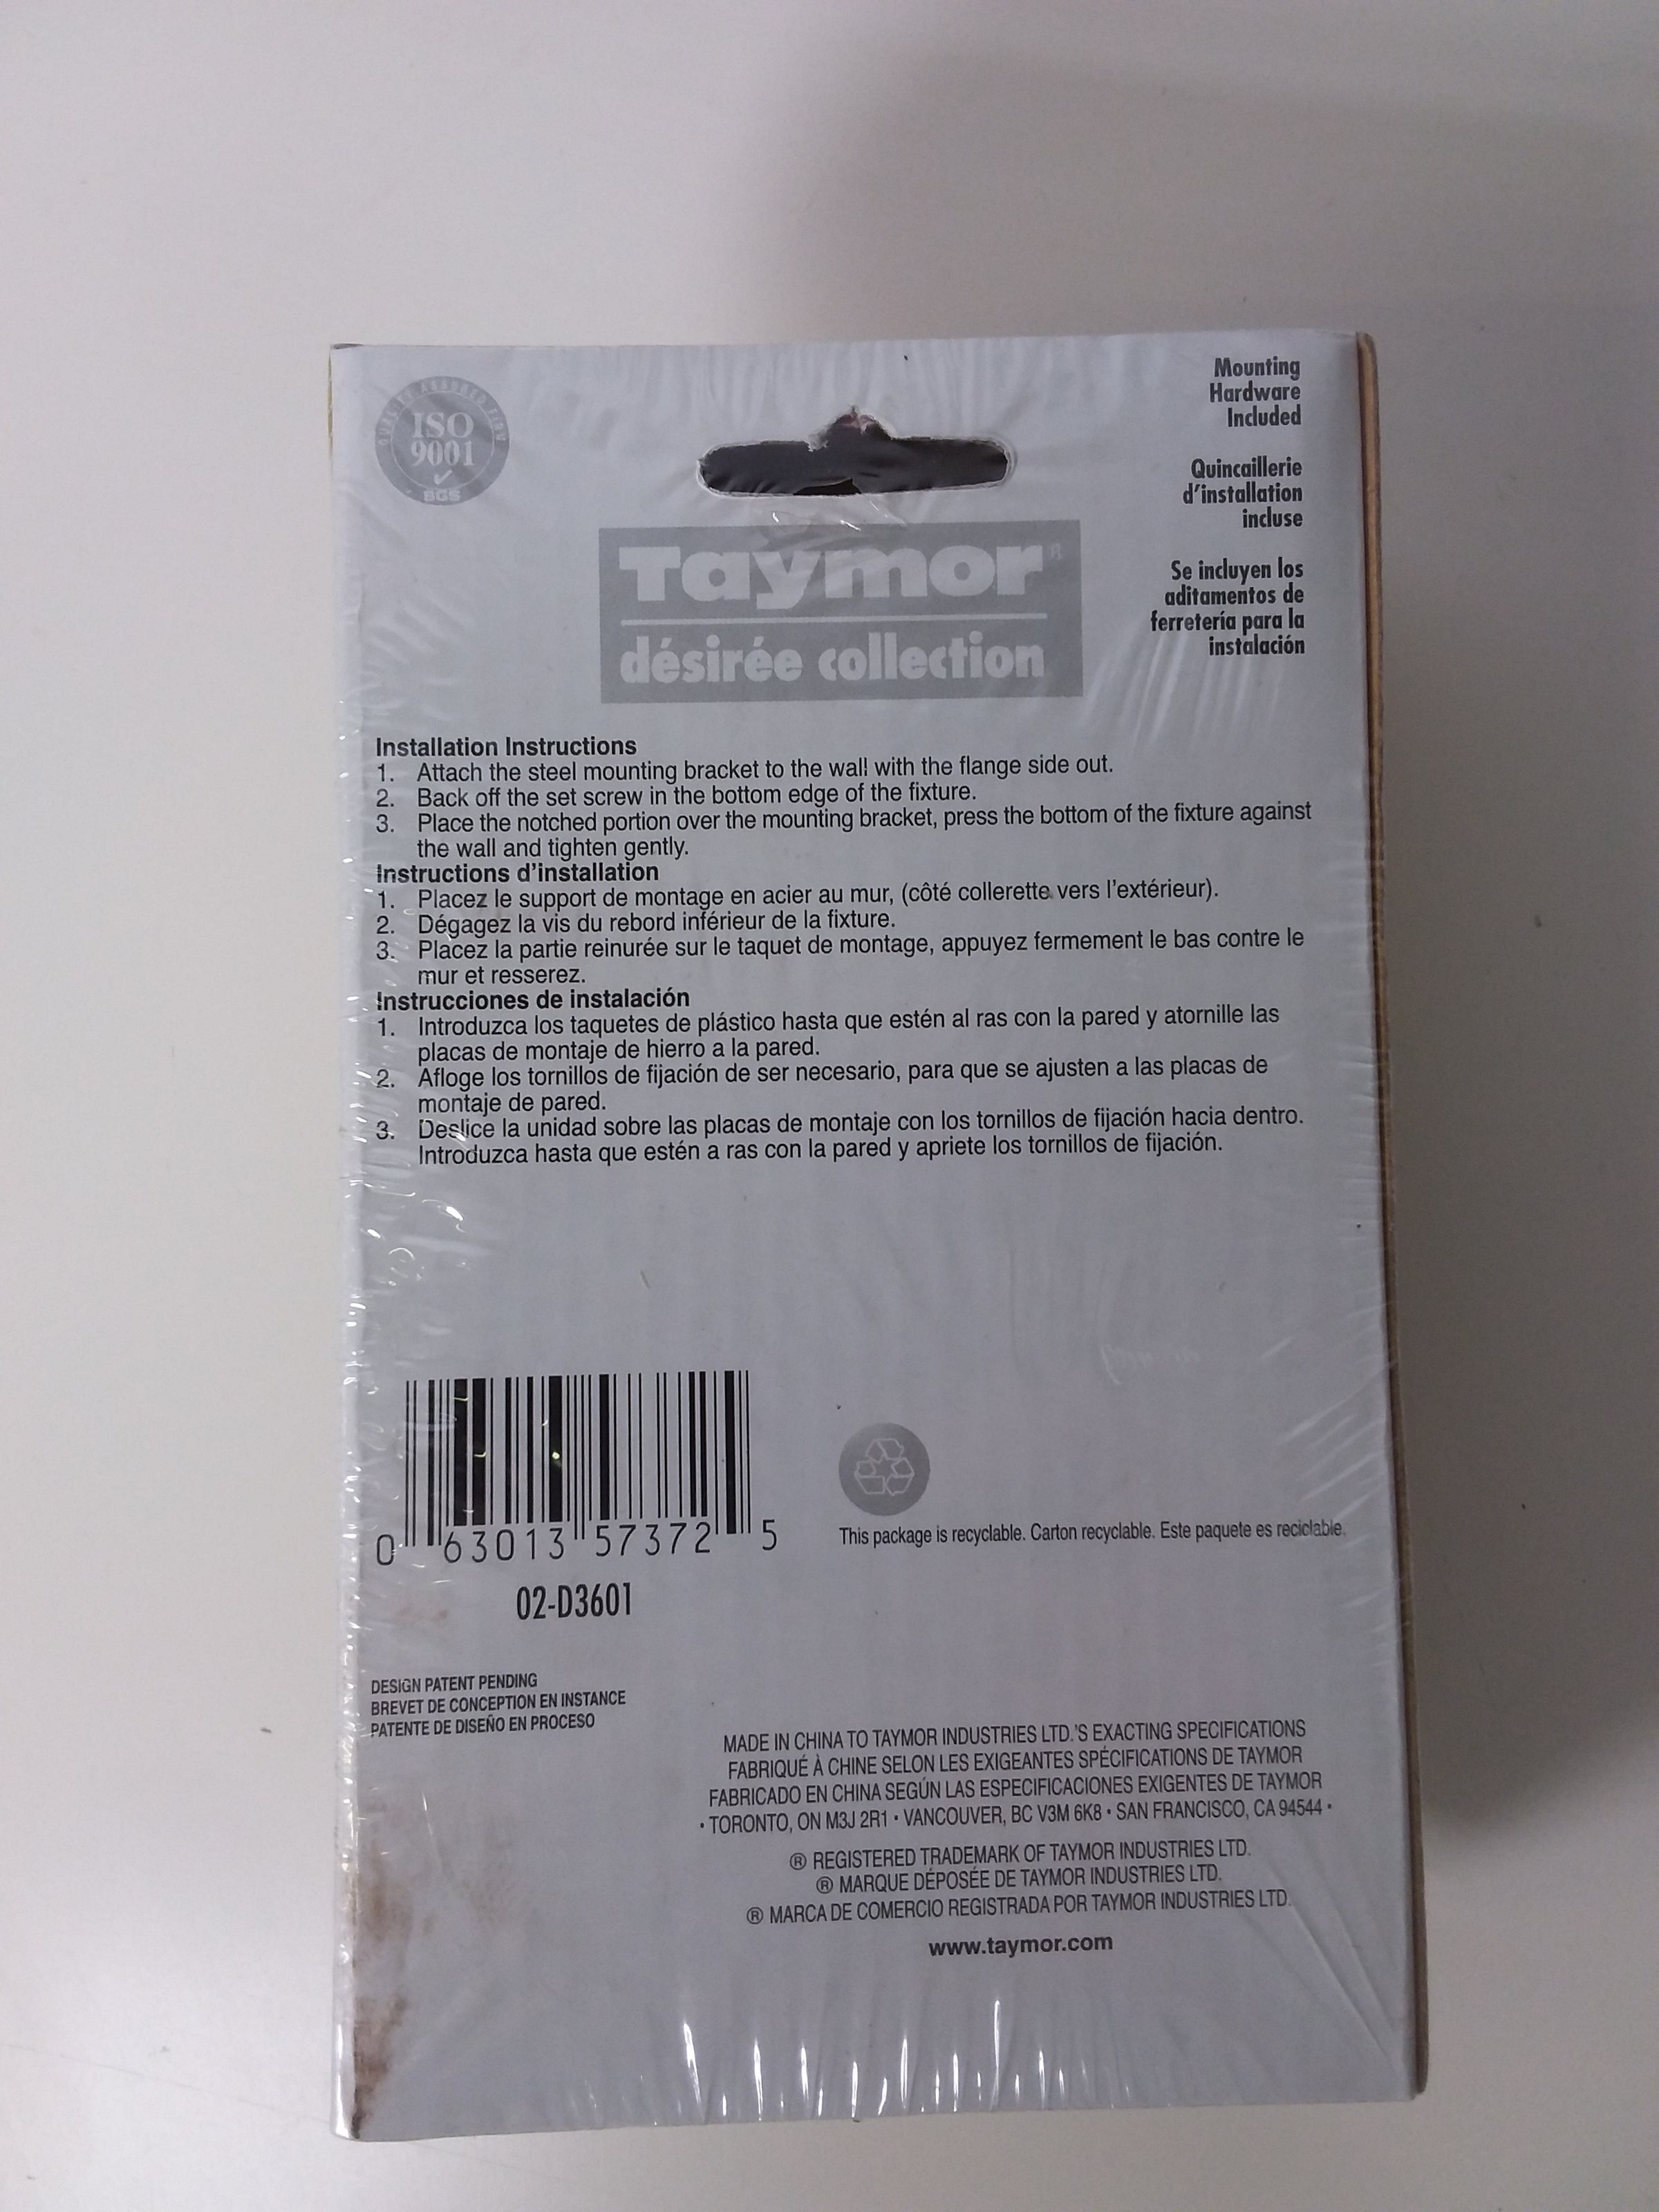 ISO
9001
BGS
Mounting
Hardware
Included
Quincaillerie
d'installation
incluse
Se incluyen los
aditamentos de
ferretería para la
instalación
Taymor®
désirée collection
Installation Instructions
1. Attach the steel mounting bracket to the wall with the flange side out.
2. Back off the set screw in the bottom edge of the fixture.
3. Place the notched portion over the mounting bracket, press the bottom of the fixture against
the wall and tighten gently.
Instructions d'installation
1. Placez le support de montage en acier au mur, (côté collerette vers l'extérieur).
2. Dégagez la vis du rebord inférieur de la fixture.
3. Placez la partie reinurée sur le taquet de montage, appuyez fermement le bas contre le
mur et resserez.
Instrucciones de instalación
1. Introduzca los taquetes de plástico hasta que estén al ras con la pared y atornille las
placas de montaje de hierro a la pared.
2. Afloge los tornillos de fijación de ser necesario, para que se ajusten a las placas de
montaje de pared.
3. Deslice la unidad sobre las placas de montaje con los tornillos de fijación hacia dentro.
Introduzca hasta que estén a ras con la pared y apriete los tornillos de fijación.
0 63013 57372 5
02-D3601
This package is recyclable. Carton recyclable. Este paquete es reciclable.
DESIGN PATENT PENDING
BREVET DE CONCEPTION EN INSTANCE
PATENTE DE DISEÑO EN PROCESO
MADE IN CHINA TO TAYMOR INDUSTRIES LTD.'S EXACTING SPECIFICATIONS
FABRIQUÉ À CHINE SELON LES EXIGEANTES SPÉCIFICATIONS DE TAYMOR
FABRICADO EN CHINA SEGÚN LAS ESPECIFICACIONES EXIGENTES DE TAYMOR
• TORONTO, ON M3J 2R1 • VANCOUVER, BC V3M 6K8 • SAN FRANCISCO, CA 94544 •
® REGISTERED TRADEMARK OF TAYMOR INDUSTRIES LTD.
® MARQUE DÉPOSÉE DE TAYMOR INDUSTRIES LTD.
® MARCA DE COMERCIO REGISTRADA POR TAYMOR INDUSTRIES LTD.
www.taymor.com